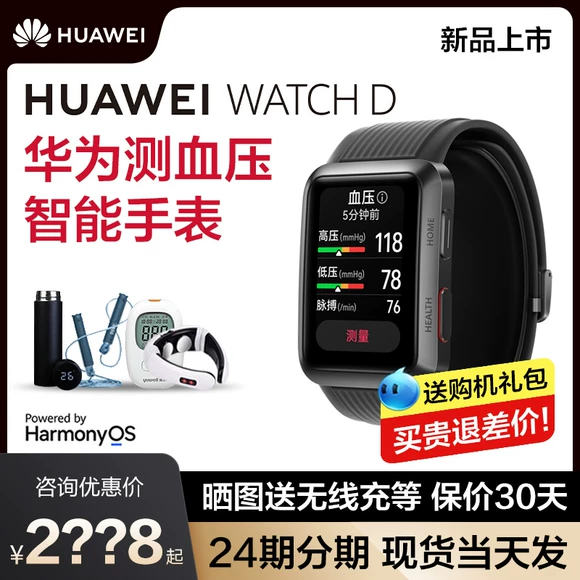 HUAWEI
新品上市
HUAWEI WATCH D
华为测血压
智能手表
血压
5分钟前
高压(mmHg)
118
低压(mmHg)
78
脉搏(/min)
76
测量
HOME
HEALTH
26
yuwell
Powered by
HarmonyOS
送购机礼包
买贵退差价!
咨询优惠价
¥2??8起
晒图送无线充等 保价30天
24期分期 现货当天发